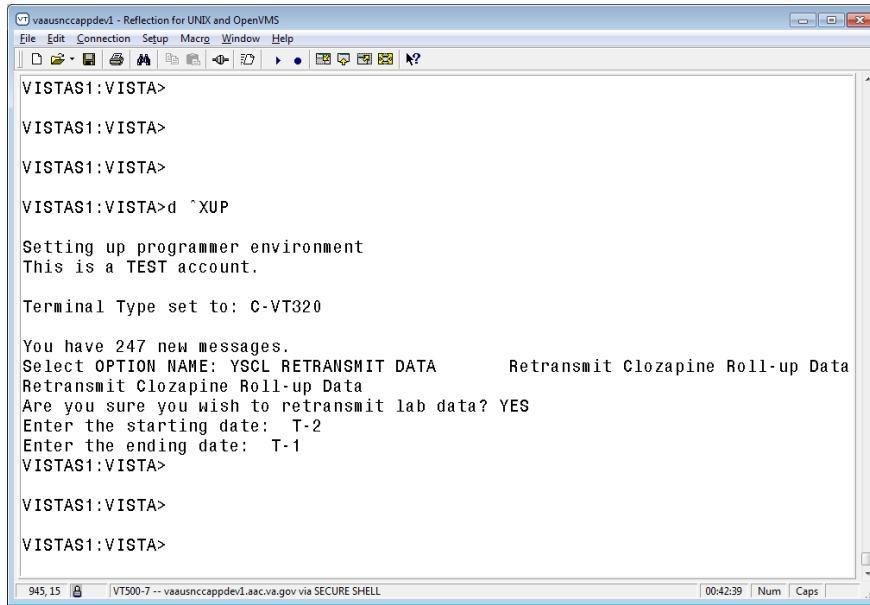 vaausnccappdev1 - Reflection for UNIX and OpenVMS
File Edit Connection Setup Macro Window Help
VISTAS1:VISTA>
VISTAS1:VISTA>
VISTAS1:VISTA>
VISTAS1:VISTA>d ^XUP
Setting up programmer environment
This is a TEST account.
Terminal Type set to: C-VT320
You have 247 new messages.
Select OPTION NAME: YSCL RETRANSMIT DATA Retransmit Clozapine Roll-up Data
Retransmit Clozapine Roll-up Data
Are you sure you wish to retransmit lab data? YES
Enter the starting date: T-2
Enter the ending date: T-1
VISTAS1:VISTA>
VISTAS1:VISTA>
VISTAS1:VISTA>
945, 15 VT500-7 -- vaausnccappdev1.aac.va.gov via SECURE SHELL 00:42:39 Num Caps